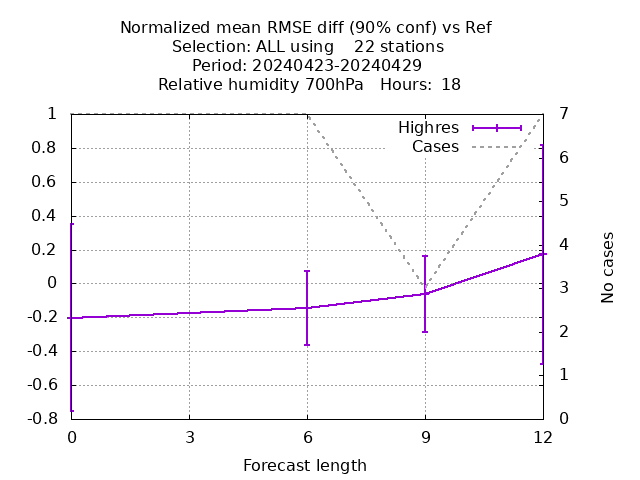 Normalized mean RMSE diff (90% conf) vs Ref
Selection: ALL using    22 stations
Period: 20240423-20240429
Relative humidity 700hPa   Hours:  18
Highres
Cases
1
0.8
0.6
0.4
0.2
0
-0.2
-0.4
-0.6
-0.8
7
6
5
4
3
2
1
0
No cases
0 3 6 9 12
Forecast length